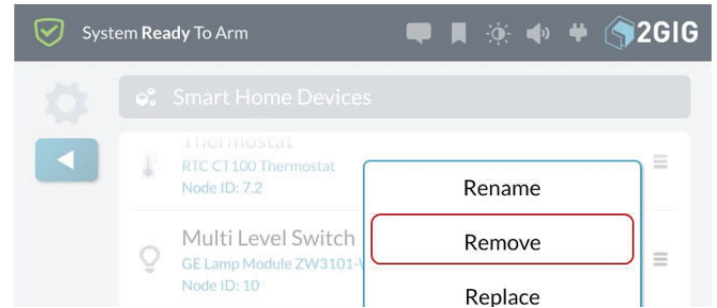 System Ready To Arm
2GIG
Smart Home Devices
Thermostat
RTC CT100 Thermostat
Node ID: 7.2
Rename
Multi Level Switch
Remove
GE Lamp Module ZW3101-
Node ID: 10
Replace